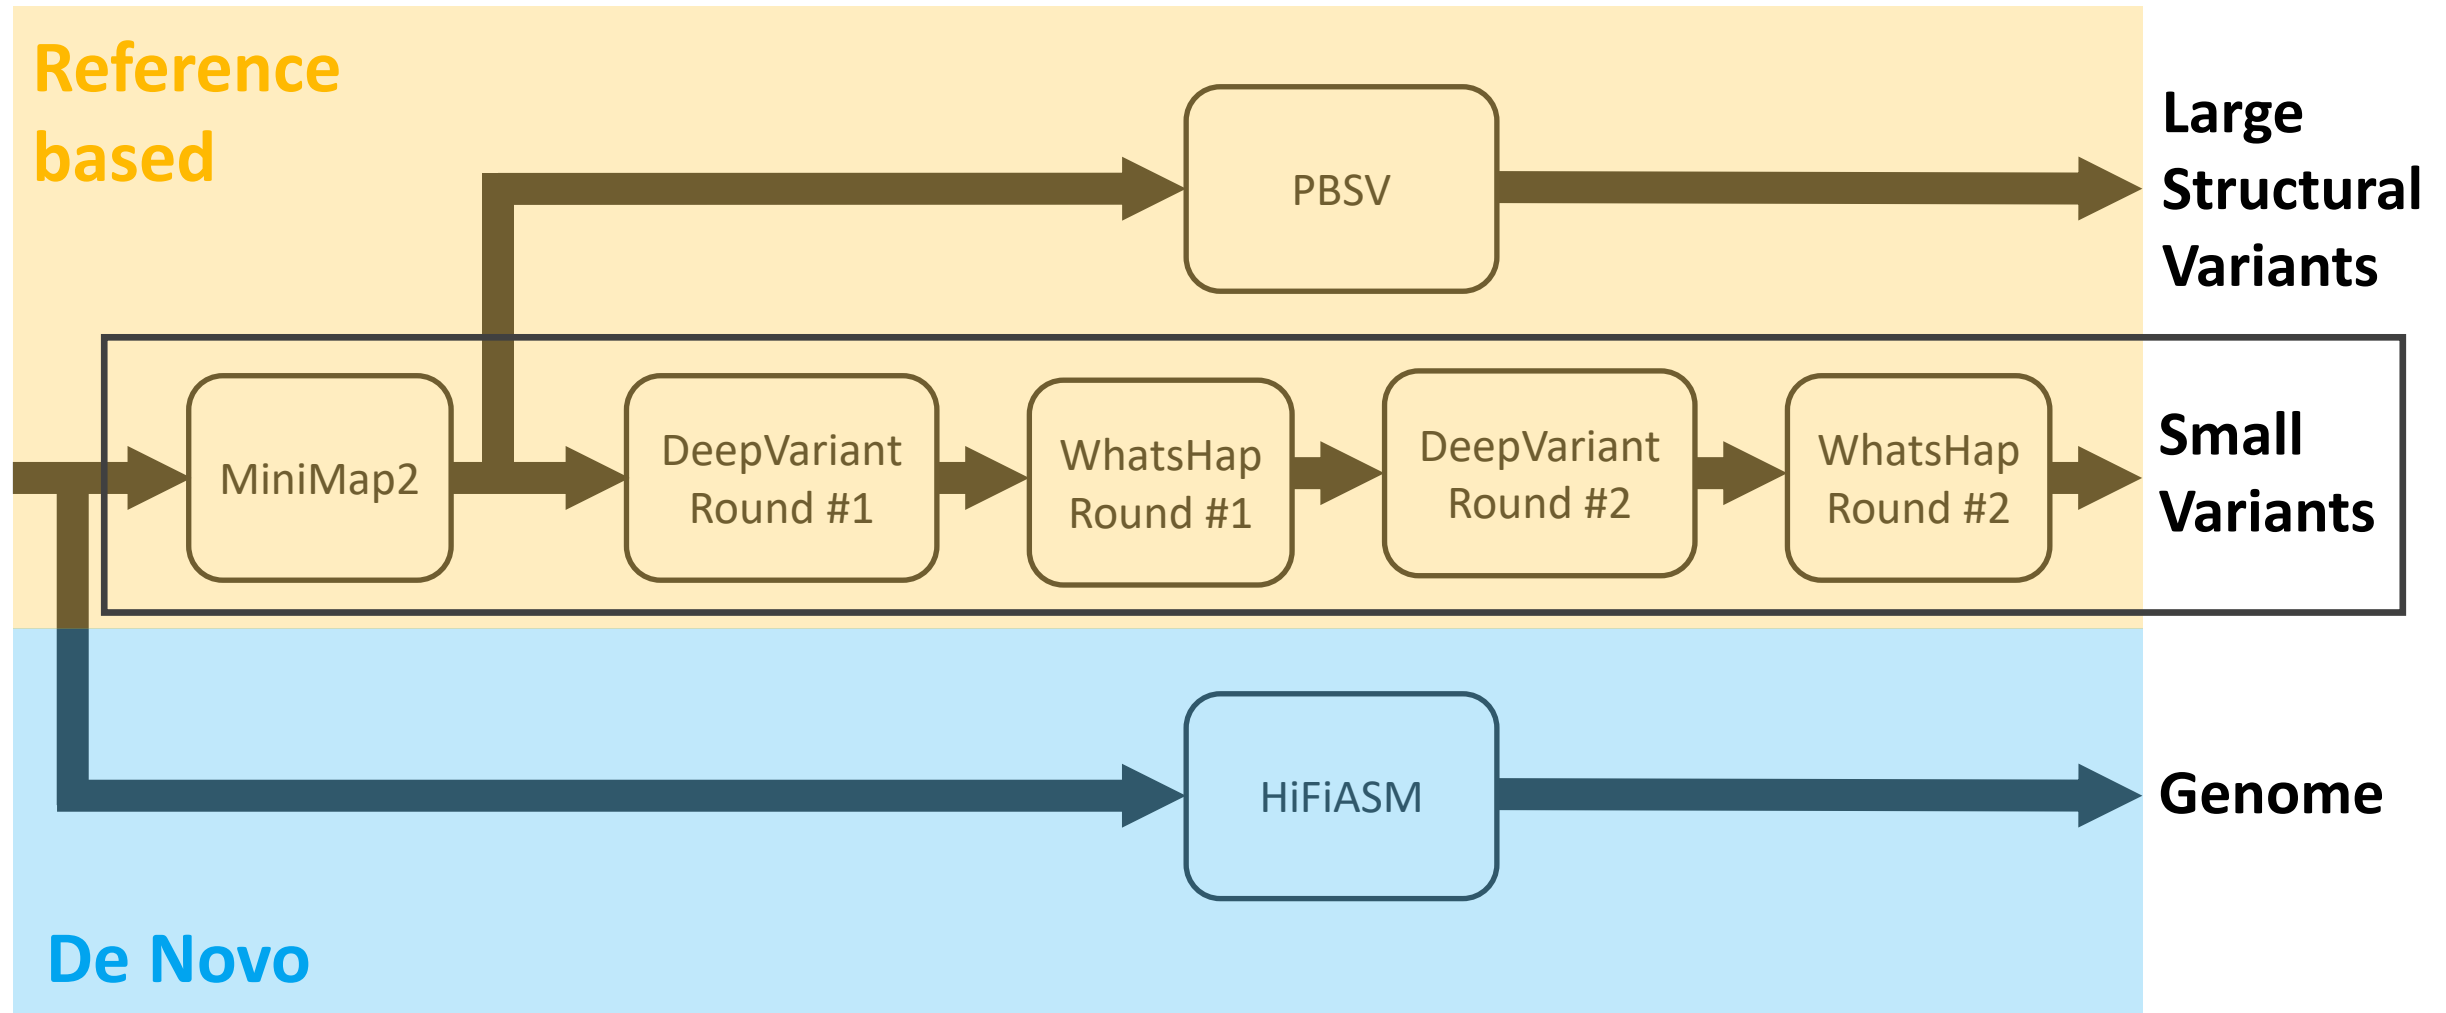 Reference
based
PBSV
Large
Structural
Variants
MiniMap2
DeepVariant
Round #1
WhatsHap
Round #1
DeepVariant
Round #2
WhatsHap
Round #2
Small
Variants
HiFiASM
Genome
De Novo